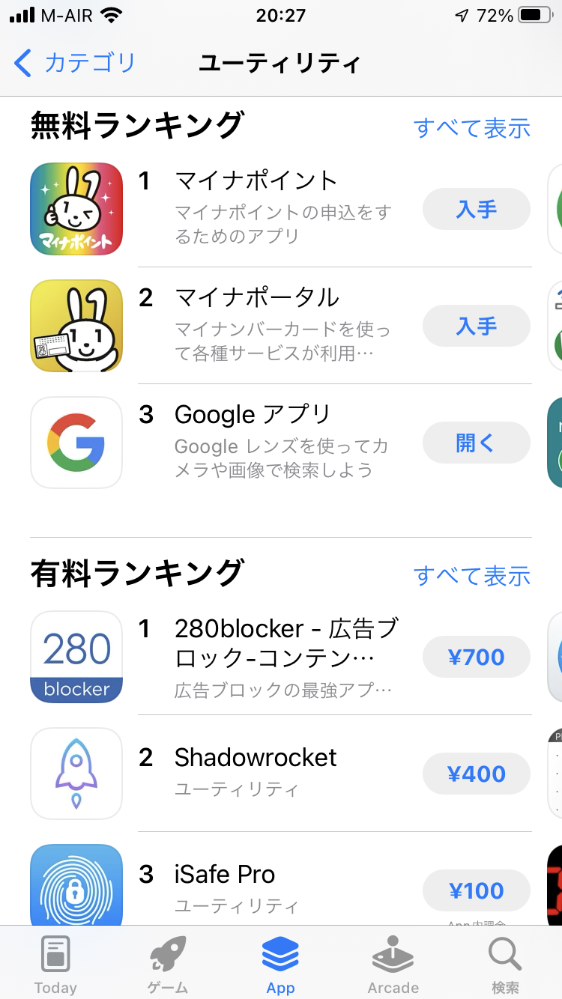 M-AIR 20:27 72%
カテゴリ ユーティリティ
無料ランキング すべて表示
1 マイナポイント
マイナポイントの申込をす
るためのアプリ
入手
マイナポイント
2 マイナポータル
マイナンバーカードを使っ
て各種サービスが利用…
入手
3 Google アプリ
Google レンズを使ってカ
メラや画像で検索しよう
開く
有料ランキング すべて表示
280
blocker
1 280blocker - 広告ブ
ロック-コンテン…
広告ブロックの最強アプ…
¥700
2 Shadowrocket
ユーティリティ
¥400
3 iSafe Pro
ユーティリティ
¥100
Today ゲーム App Arcade 検索